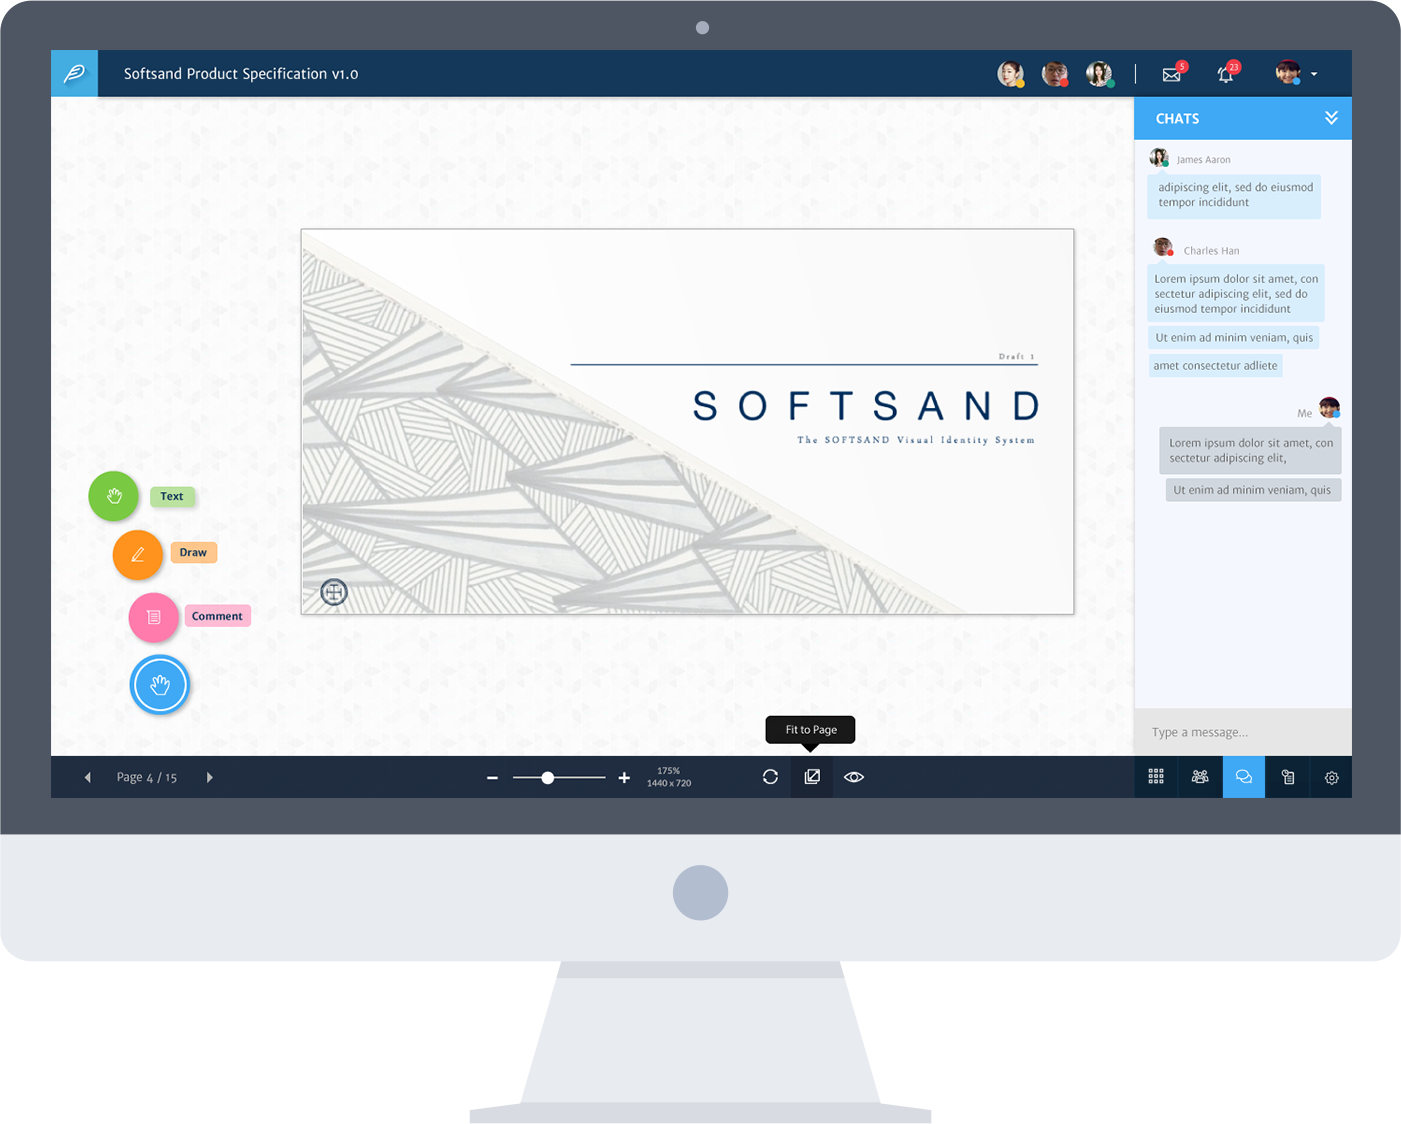 Softsand Product Specification v1.0
5
23
CHATS
James Aaron
adipiscing elit, sed do eiusmod
tempor incididunt
Charles Han
Lorem ipsum dolor sit amet, con
sectetur adipiscing elit, sed do
eiusmod tempor incididunt
Ut enim ad minim veniam, quis
amet consectetur adliete
Me
Lorem ipsum dolor sit amet, con
sectetur adipiscing elit,
Ut enim ad minim veniam, quis
Type a message...
Draft 1
SOFTSAND
The SOFTSAND Visual Identity System
Text
Draw
Comment
Fit to Page
Page 4 / 15
175%
1440 x 720